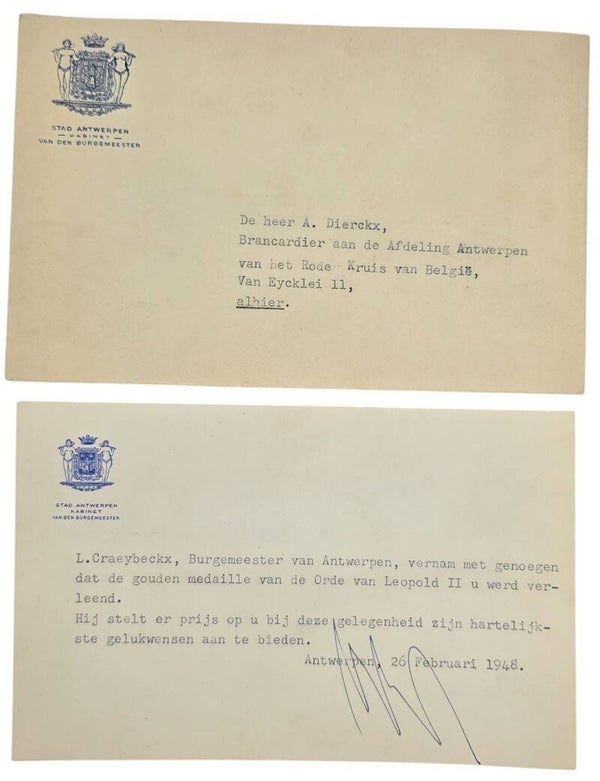 STAD ANTWERPEN
— KABINET —
VAN DEN BURGEMEESTER
De heer A. Dierckx,
Brancardier aan de Afdeling Antwerpen
van het Rode Kruis van België,
Van Eycklei 11,
alhier.
STAD ANTWERPEN
KABINET
VAN DEN BURGEMEESTER
L.Craeybeckx, Burgemeester van Antwerpen, vernam met genoegen
dat de gouden medaille van de Orde van Leopold II u werd ver-
leend.
Hij stelt er prijs op u bij deze gelegenheid zijn hartelijk-
ste gelukwensen aan te bieden.
Antwerpen, 26 Februari 1948.